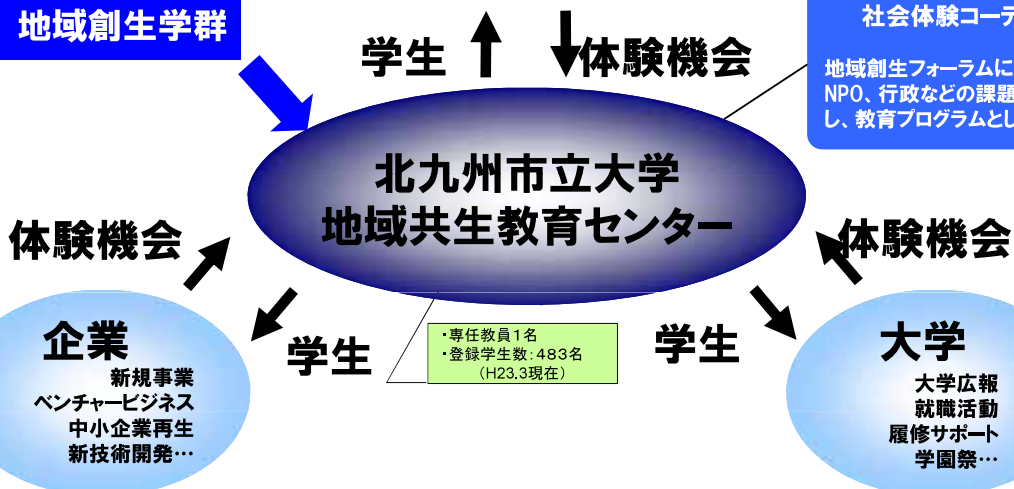 地域創生学群
学生
体験機会
社会体験コーデ
地域創生フォーラムに
NPO、行政などの課題
し、教育プログラムとし
北九州市立大学
地域共生教育センター
体験機会
体験機会
企業
新規事業
ベンチャービジネス
中小企業再生
新技術開発…
学生
・専任教員1名
・登録学生数：483名
（H23.3現在）
学生
大学
大学広報
就職活動
履修サポート
学園祭…